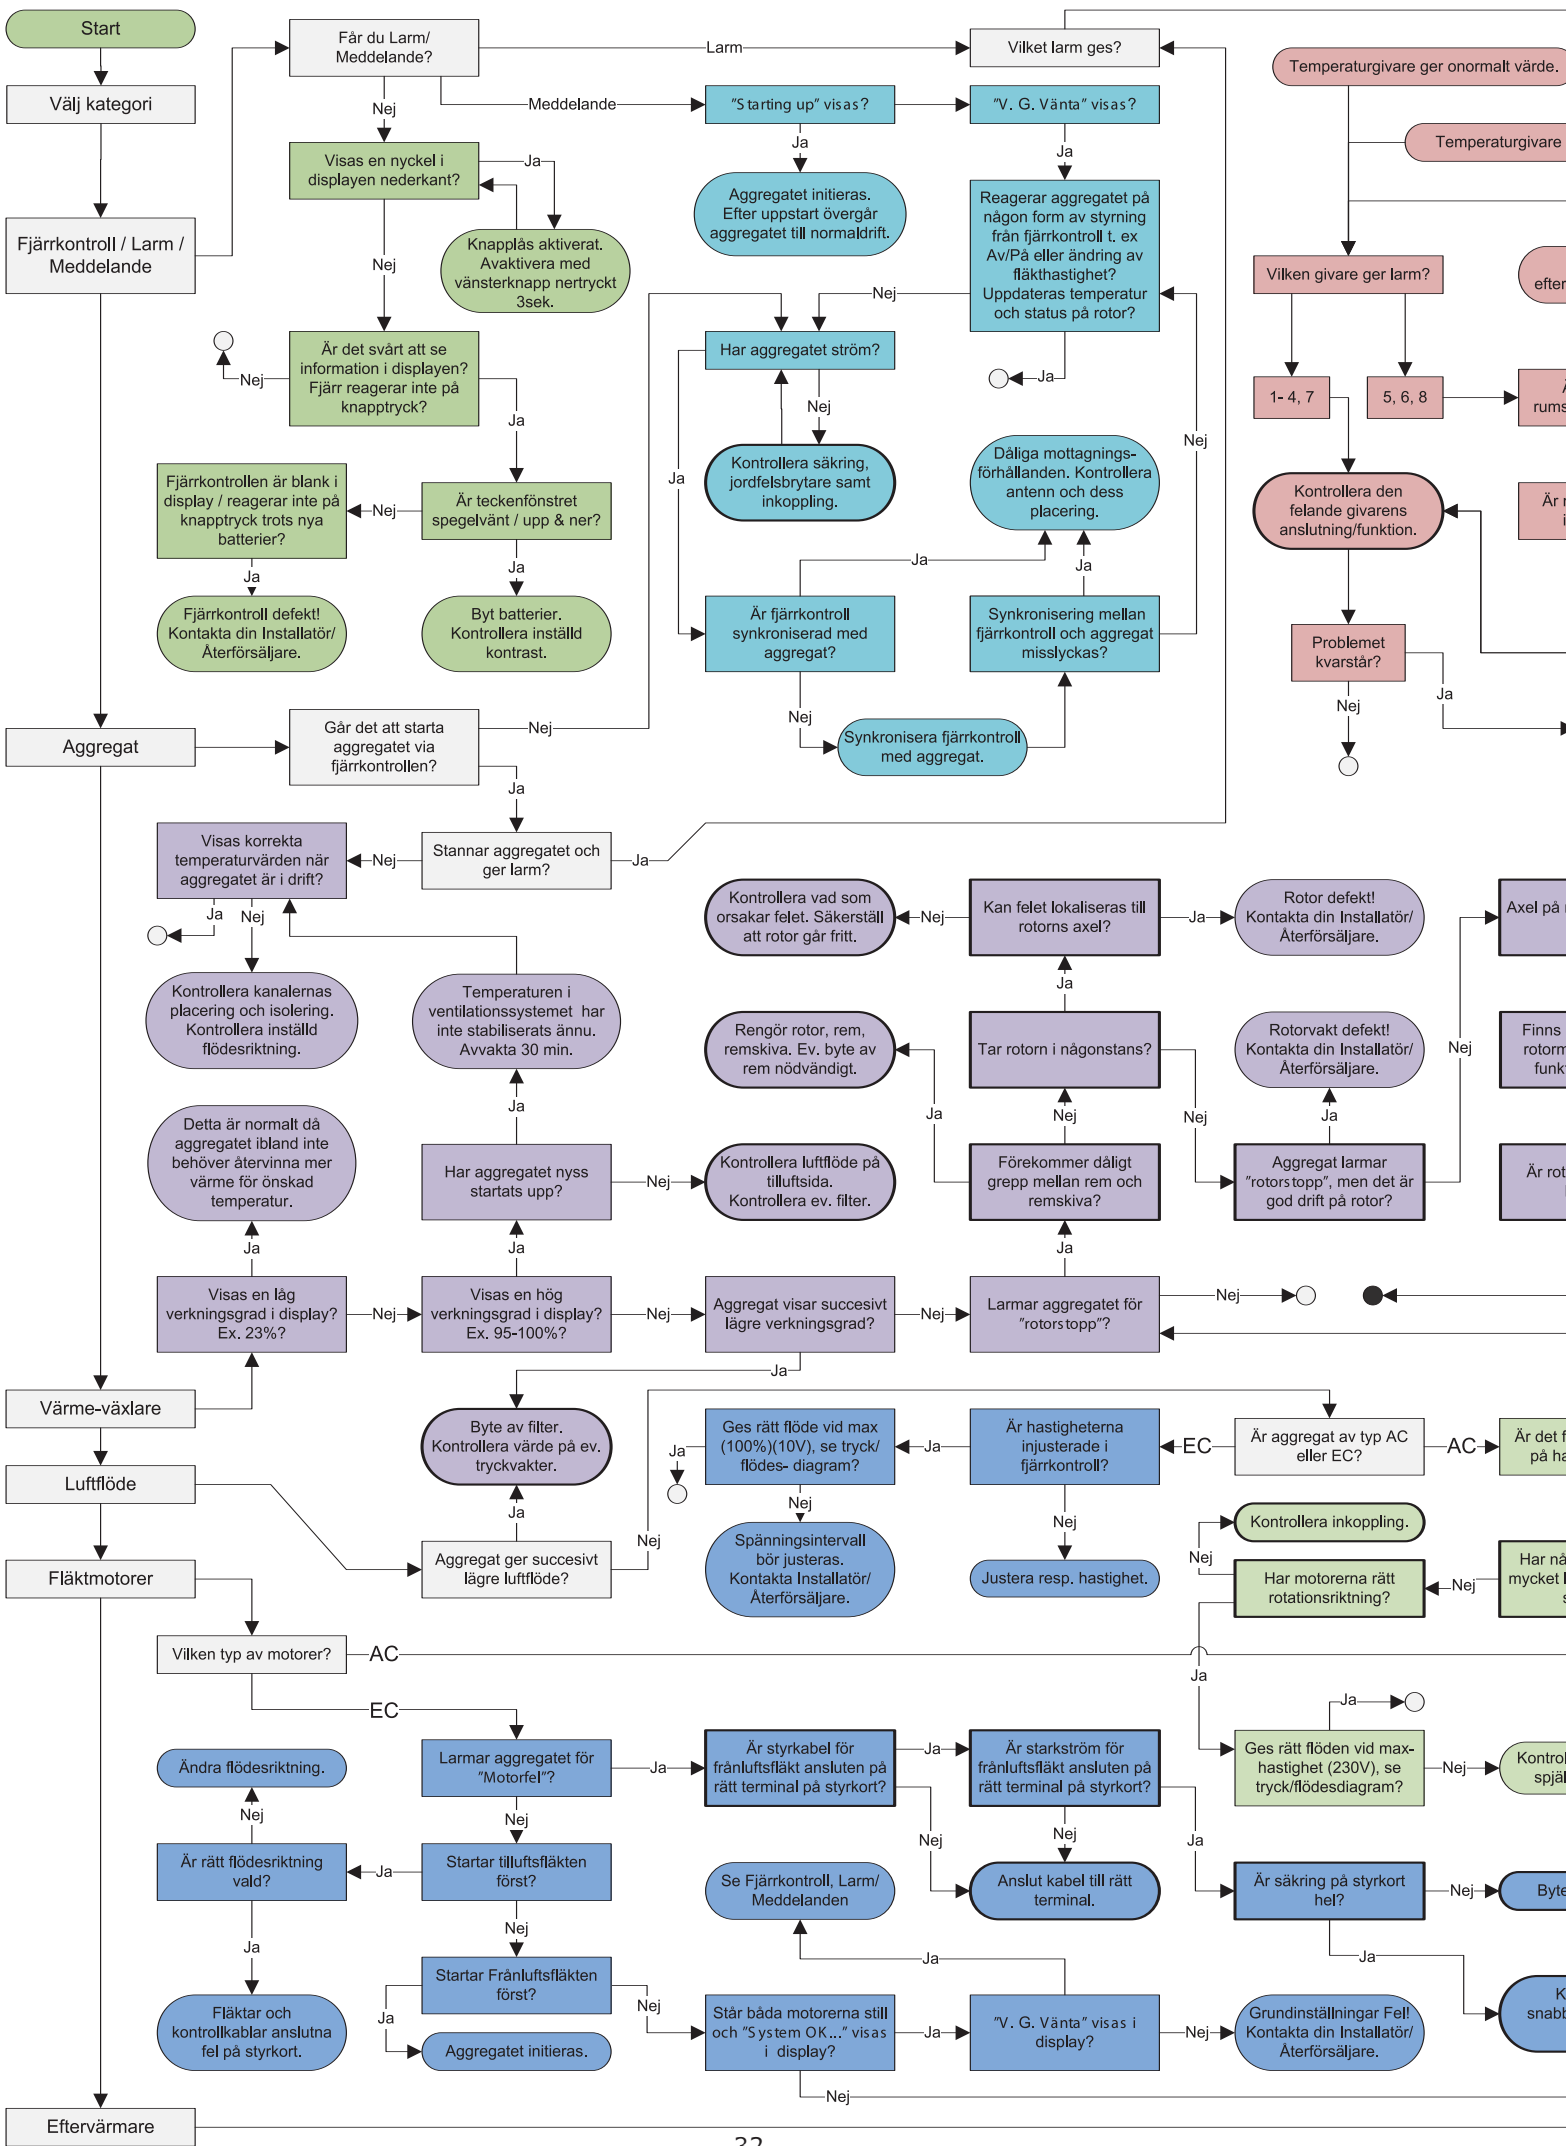 Start
Välj kategori
Fjärrkontroll / Larm /
Meddelande
Får du Larm/
Meddelande?
Larm
Vilket larm ges?
Nej
Meddelande
"Starting up" visas?
"V. G. Vänta" visas?
Ja
Ja
Visas en nyckel i
displayen nederkant?
Ja
Knapplås aktiverat.
Avaktivera med
vänsterknapp nertryckt
3sek.
Nej
Aggregatet initieras.
Efter uppstart övergår
aggregatet till normaldrift.
Reagerar aggregatet på
någon form av styrning
från fjärrkontroll t. ex
Av/På eller ändring av
fläkthastighet?
Uppdateras temperatur
och status på rotor?
Nej
Ja
Är det svårt att se
information i displayen?
Fjärr reagerar inte på
knapptryck?
Nej
Ja
Har aggregatet ström?
Nej
Ja
Kontrollera säkring,
jordfelsbrytare samt
inkoppling.
Dåliga mottagnings-
förhållanden. Kontrollera
antenn och dess
placering.
Nej
Fjärrkontrollen är blank i
display / reagerar inte på
knapptryck trots nya
batterier?
Nej
Är teckenfönstret
spegelvänt / upp & ner?
Ja
Ja
Ja
Ja
Fjärrkontroll defekt!
Kontakta din Installatör/
Återförsäljare.
Byt batterier.
Kontrollera inställd
kontrast.
Är fjärrkontroll
synkroniserad med
aggregat?
Synkronisering mellan
fjärrkontroll och aggregat
misslyckas?
Nej
Synkronisera fjärrkontroll
med aggregat.
Temperaturgivare ger onormalt värde.
Temperaturgivare
Vilken givare ger larm?
efter
1- 4, 7
5, 6, 8
rums
Kontrollera den
felande givarens
anslutning/funktion.
Är
Problemet
kvarstår?
Ja
Nej
Aggregat
Går det att starta
aggregatet via
fjärrkontrollen?
Nej
Ja
Visas korrekta
temperaturvärden när
aggregatet är i drift?
Nej
Stannar aggregatet och
ger larm?
Ja
Ja
Nej
Kontrollera kanalernas
placering och isolering.
Kontrollera inställd
flödesriktning.
Temperaturen i
ventilationssystemet har
inte stabiliserats ännu.
Avvakta 30 min.
Kontrollera vad som
orsakar felet. Säkerställ
att rotor går fritt.
Nej
Kan felet lokaliseras till
rotorns axel?
Ja
Rotor defekt!
Kontakta din Installatör/
Återförsäljare.
Axel på
Ja
Rengör rotor, rem,
remskiva. Ev. byte av
rem nödvändigt.
Tar rotorn i någonstans?
Rotorvakt defekt!
Kontakta din Installatör/
Återförsäljare.
Nej
Finns
rotorm
funk
Detta är normalt då
aggregatet ibland inte
behöver återvinna mer
värme för önskad
temperatur.
Ja
Ja
Nej
Nej
Ja
Har aggregatet nyss
startats upp?
Nej
Kontrollera luftflöde på
tilluftsida.
Kontrollera ev. filter.
Förekommer dåligt
grepp mellan rem och
remskiva?
Aggregat larmar
"rotorstopp", men det är
god drift på rotor?
Är rot
Ja
Ja
Ja
Visas en låg
verkningsgrad i display?
Ex. 23%?
Nej
Visas en hög
verkningsgrad i display?
Ex. 95-100%?
Nej
Aggregat visar succesivt
lägre verkningsgrad?
Nej
Larmar aggregatet för
"rotorstopp"?
Nej
Ja
Värme-växlare
Byte av filter.
Kontrollera värde på ev.
tryckvakter.
Ja
Ges rätt flöde vid max
(100%)(10V), se tryck/
flödes- diagram?
Ja
Är hastigheterna
injusterade i
fjärrkontroll?
EC
Är aggregat av typ AC
eller EC?
AC
Är det f
på ha
Luftflöde
Ja
Nej
Nej
Kontrollera inkoppling.
Fläktmotorer
Aggregat ger succesivt
lägre luftflöde?
Nej
Spänningsintervall
bör justeras.
Kontakta Installatör/
Återförsäljare.
Justera resp. hastighet.
Nej
Har motorerna rätt
rotationsriktning?
Nej
Har nå
mycket
s
Vilken typ av motorer?
AC
Ja
EC
Ja
Ändra flödesriktning.
Larmar aggregatet för
"Motorfel"?
Ja
Är styrkabel för
frånluftsfläkt ansluten på
rätt terminal på styrkort?
Ja
Är starkström för
frånluftsfläkt ansluten på
rätt terminal på styrkort?
Ges rätt flöden vid max-
hastighet (230V), se
tryck/flödesdiagram?
Nej
Kontrol
spjäl
Nej
Nej
Nej
Nej
Ja
Är rätt flödesriktning
vald?
Ja
Startar tilluftsfläkten
först?
Se Fjärrkontroll, Larm/
Meddelanden
Anslut kabel till rätt
terminal.
Är säkring på styrkort
hel?
Nej
Byte
Ja
Nej
Ja
Ja
Startar Frånluftsfläkten
först?
Ja
Nej
Fläktar och
kontrollkablar anslutna
fel på styrkort.
Aggregatet initieras.
Står båda motorerna still
och "System OK..." visas
i display?
Ja
"V. G. Vänta" visas i
display?
Nej
Grundinställningar Fel!
Kontakta din Installatör/
Återförsäljare.
K
snabb
Nej
Eftervärmare